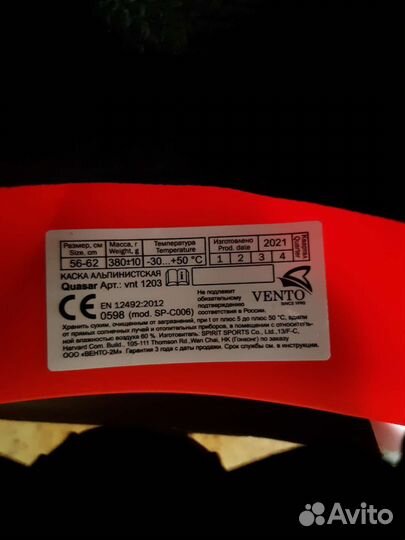 Размер, см Масса, г Температура Изготовлено 2021 Квартал
Size, cm Weight, g Temperature Prod. date Quarter
56-62 380±10 -30...+50 °C 1 2 3 4
КАСКА АЛЬПИНИСТСКАЯ
Quasar Арт.: vnt 1203
CE EN 12492:2012
0598 (mod. SP-C006)
Не подлежит
обязательному
подтверждению
соответствия в России.
VENTO
SINCE 1992
Хранить сухим, очищенным от загрязнений, при t от плюс 5 до плюс 50 °C, вдали
от прямых солнечных лучей и отопительных приборов, в помещении с относитель-
ной влажностью воздуха 60 %. Изготовитель: SPIRIT SPORTS Co., Ltd.,13/F-C,
Harvard Com. Build., 105-111 Thomson Rd.,Wan Chai, HK (Гонконг) по заказу
ООО «ВЕНТО-2М». Гарантия 3 года с даты продажи. Срок службы см. в инструкции.
Avito